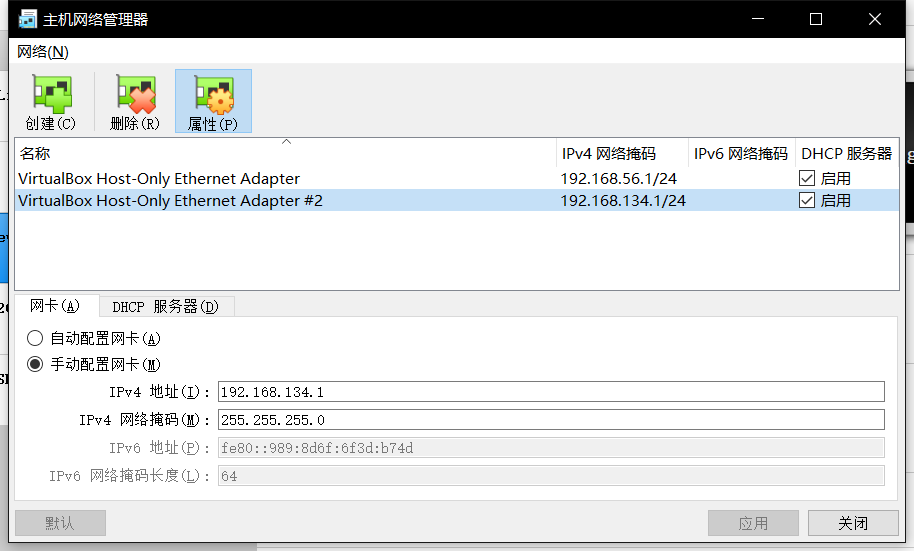 主机网络管理器
网络(N)
创建(C) 删除(R) 属性(P)
名称 IPv4 网络掩码 IPv6 网络掩码 DHCP 服务器
VirtualBox Host-Only Ethernet Adapter 192.168.56.1/24 启用
VirtualBox Host-Only Ethernet Adapter #2 192.168.134.1/24 启用
网卡(A) DHCP 服务器(D)
自动配置网卡(A)
手动配置网卡(M)
IPv4 地址(I): 192.168.134.1
IPv4 网络掩码(M): 255.255.255.0
IPv6 地址(P): fe80::989:8d6f:6f3d:b74d
IPv6 网络掩码长度(L): 64
默认 应用 关闭